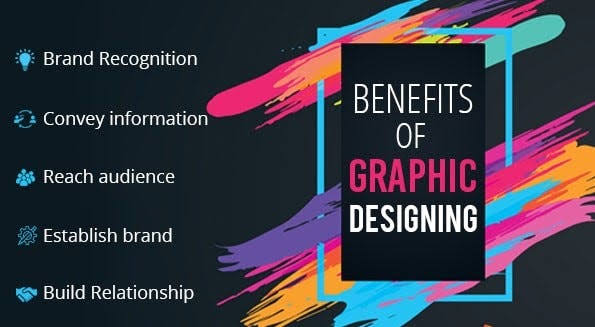 Brand Recognition
Convey information
Reach audience
Establish brand
Build Relationship
BENEFITS
OF
GRAPHIC
DESIGNING